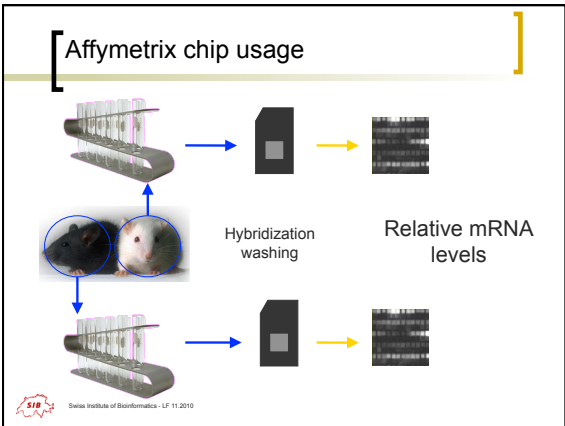 Affymetrix chip usage
Hybridization
washing
Relative mRNA
levels
SIB
Swiss Institute of Bioinformatics - LF 11.2010